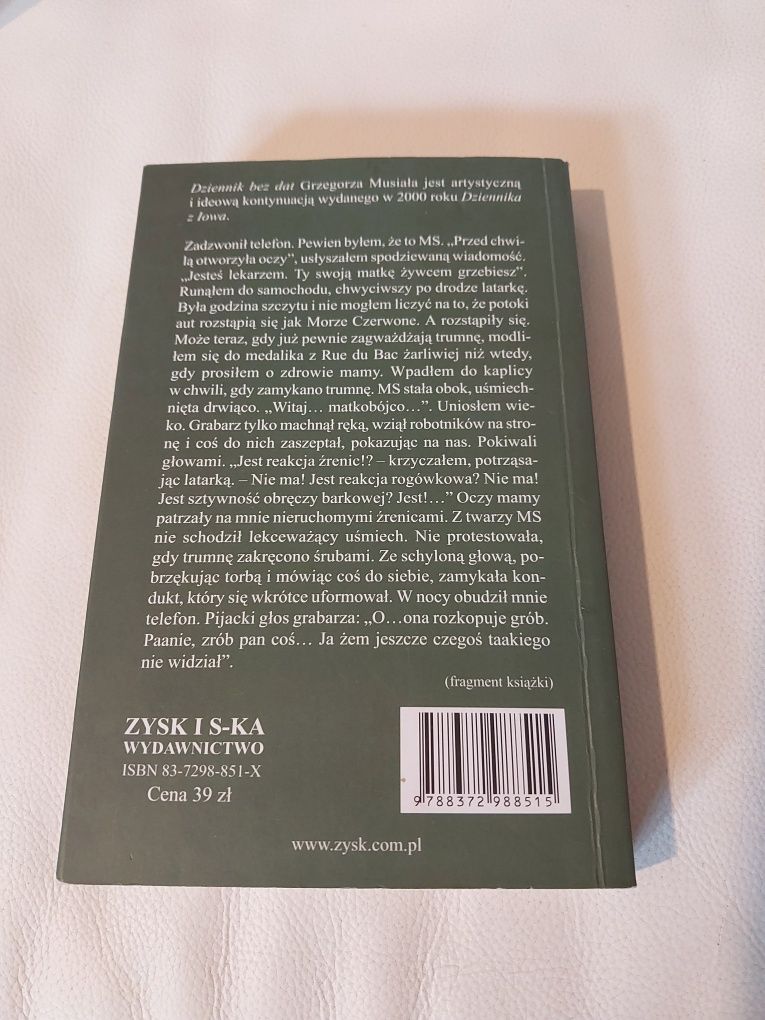 Dziennik bez dat Grzegorza Musiała jest artystyczną
i ideową kontynuacją wydanego w 2000 roku Dziennika
z Iowa.
Zadzwonił telefon. Pewien byłem, że to MS. „Przed chwi-
lą otworzyła oczy”, usłyszałem spodziewaną wiadomość.
„Jesteś lekarzem. Ty swoją matkę żywcem grzebiesz”.
Runąłem do samochodu, chwyciwszy po drodze latarkę.
Była godzina szczytu i nie mogłem liczyć na to, że potoki
aut rozstąpią się jak Morze Czerwone. A rozstąpiły się.
Może teraz, gdy już pewnie zagważdżają trumnę, modli-
łem się do medalika z Rue du Bac żarliwiej niż wtedy,
gdy prosiłem o zdrowie mamy. Wpadłem do kaplicy
w chwili, gdy zamykano trumnę. MS stała obok, uśmiech-
nięta drwiąco. „Witaj… matkobójco…”. Uniosłem wie-
ko. Grabarz tylko machnął ręką, wziął robotników na stro-
nę i coś do nich zaszeptał, pokazując na nas. Pokiwali
głowami. „Jest reakcja źrenic!? – krzyczałem, potrząsa-
jąc latarką. – Nie ma! Jest reakcja rogówkowa? Nie ma!
Jest sztywność obręczy barkowej? Jest!…” Oczy mamy
patrzały na mnie nieruchomymi źrenicami. Z twarzy MS
nie schodził lekceważący uśmiech. Nie protestowała,
gdy trumnę zakręcono śrubami. Ze schyloną głową, po-
brzękując torbą i mówiąc coś do siebie, zamykała kon-
dukt, który się wkrótce uformował. W nocy obudził mnie
telefon. Pijacki głos grabarza: „O…ona rozkopuje grób.
Paanie, zrób pan coś… Ja żem jeszcze czegoś taakiego
nie widział”.
(fragment książki)
ZYSK I S-KA
WYDAWNICTWO
ISBN 83-7298-851-X
Cena 39 zł
9 788372 988515
www.zysk.com.pl